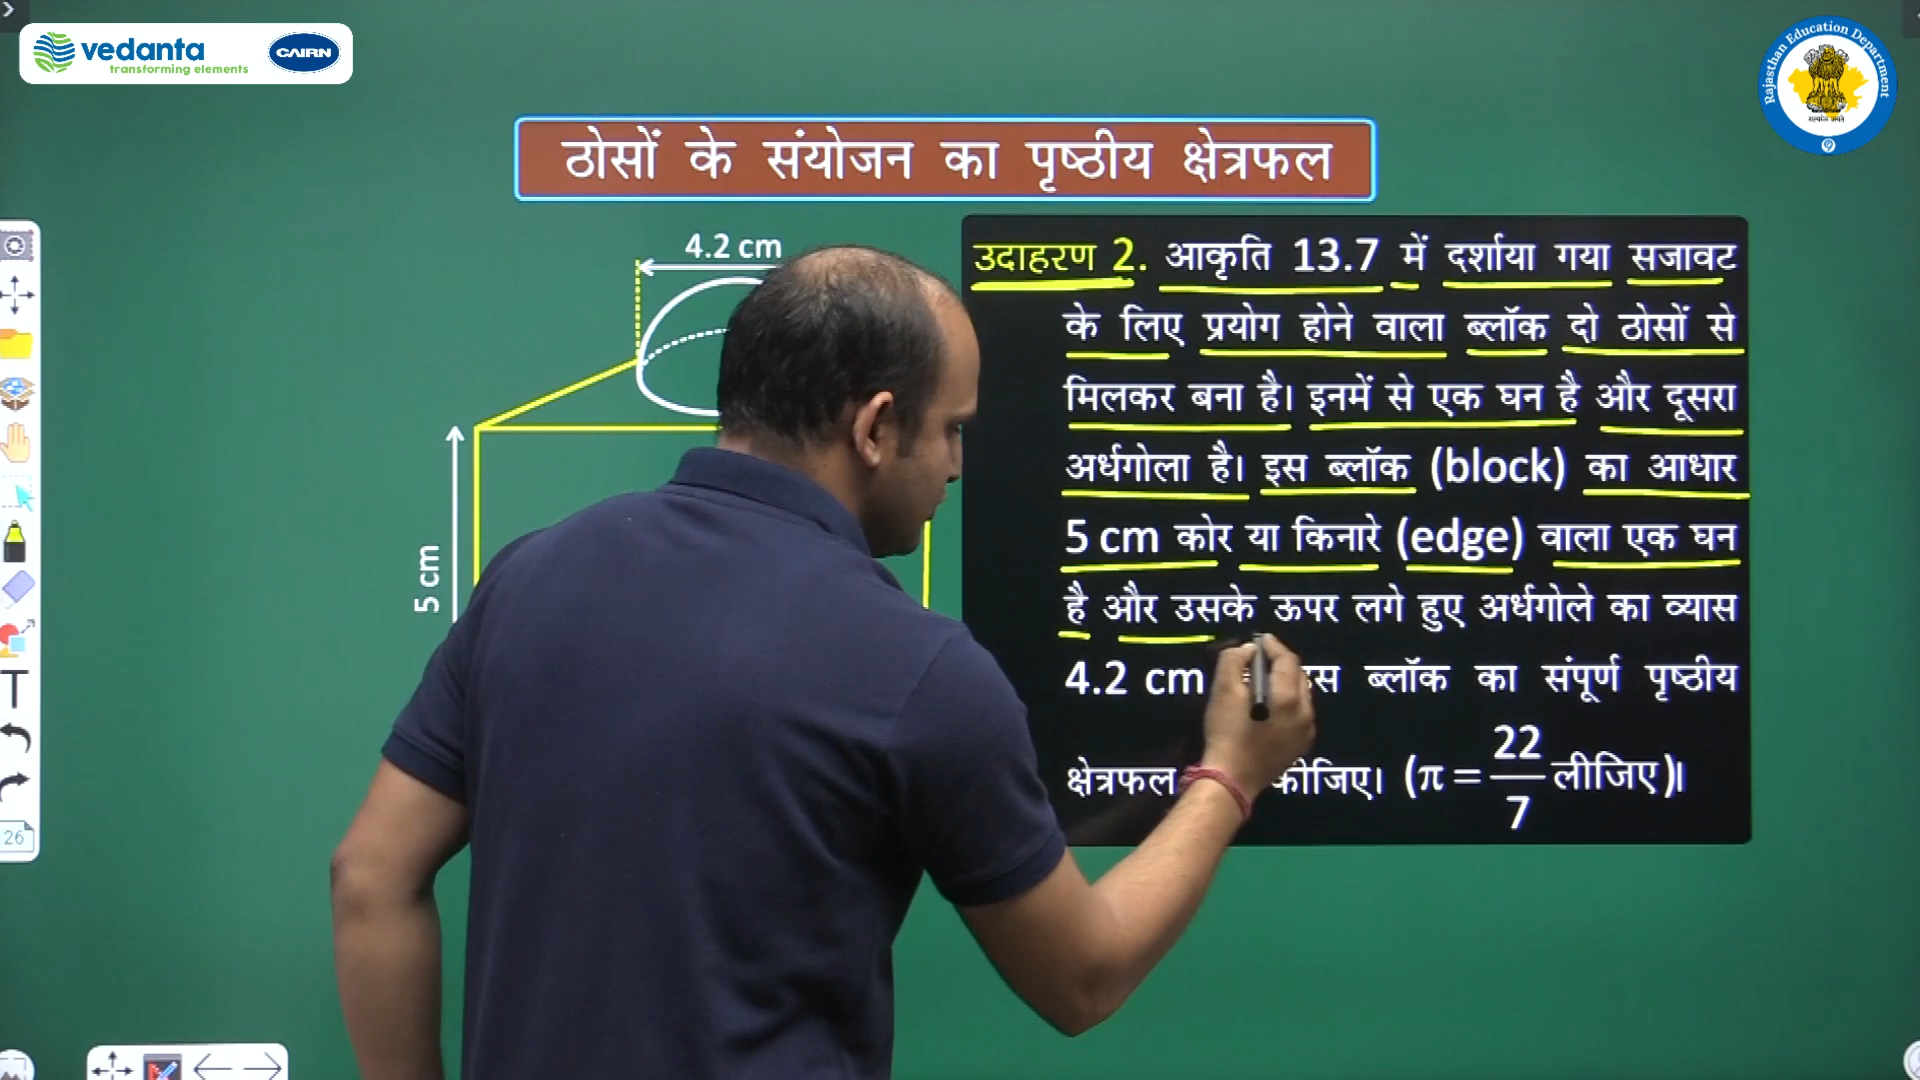 vedanta
transforming elements
CAIRN
Rajasthan Education Department
ठोसों के संयोजन का पृष्ठीय क्षेत्रफल
4.2 cm
5 cm
उदाहरण 2. आकृति 13.7 में दर्शाया गया सजावट
के लिए प्रयोग होने वाला ब्लॉक दो ठोसों से
मिलकर बना है। इनमें से एक घन है और दूसरा
अर्धगोला है। इस ब्लॉक (block) का आधार
5 cm कोर या किनारे (edge) वाला एक घन
है और उसके ऊपर लगे हुए अर्धगोले का व्यास
4.2 cm ब्लॉक का संपूर्ण पृष्ठीय
क्षेत्रफल कीजिए। (π = 22/7 लीजिए)।
T
26